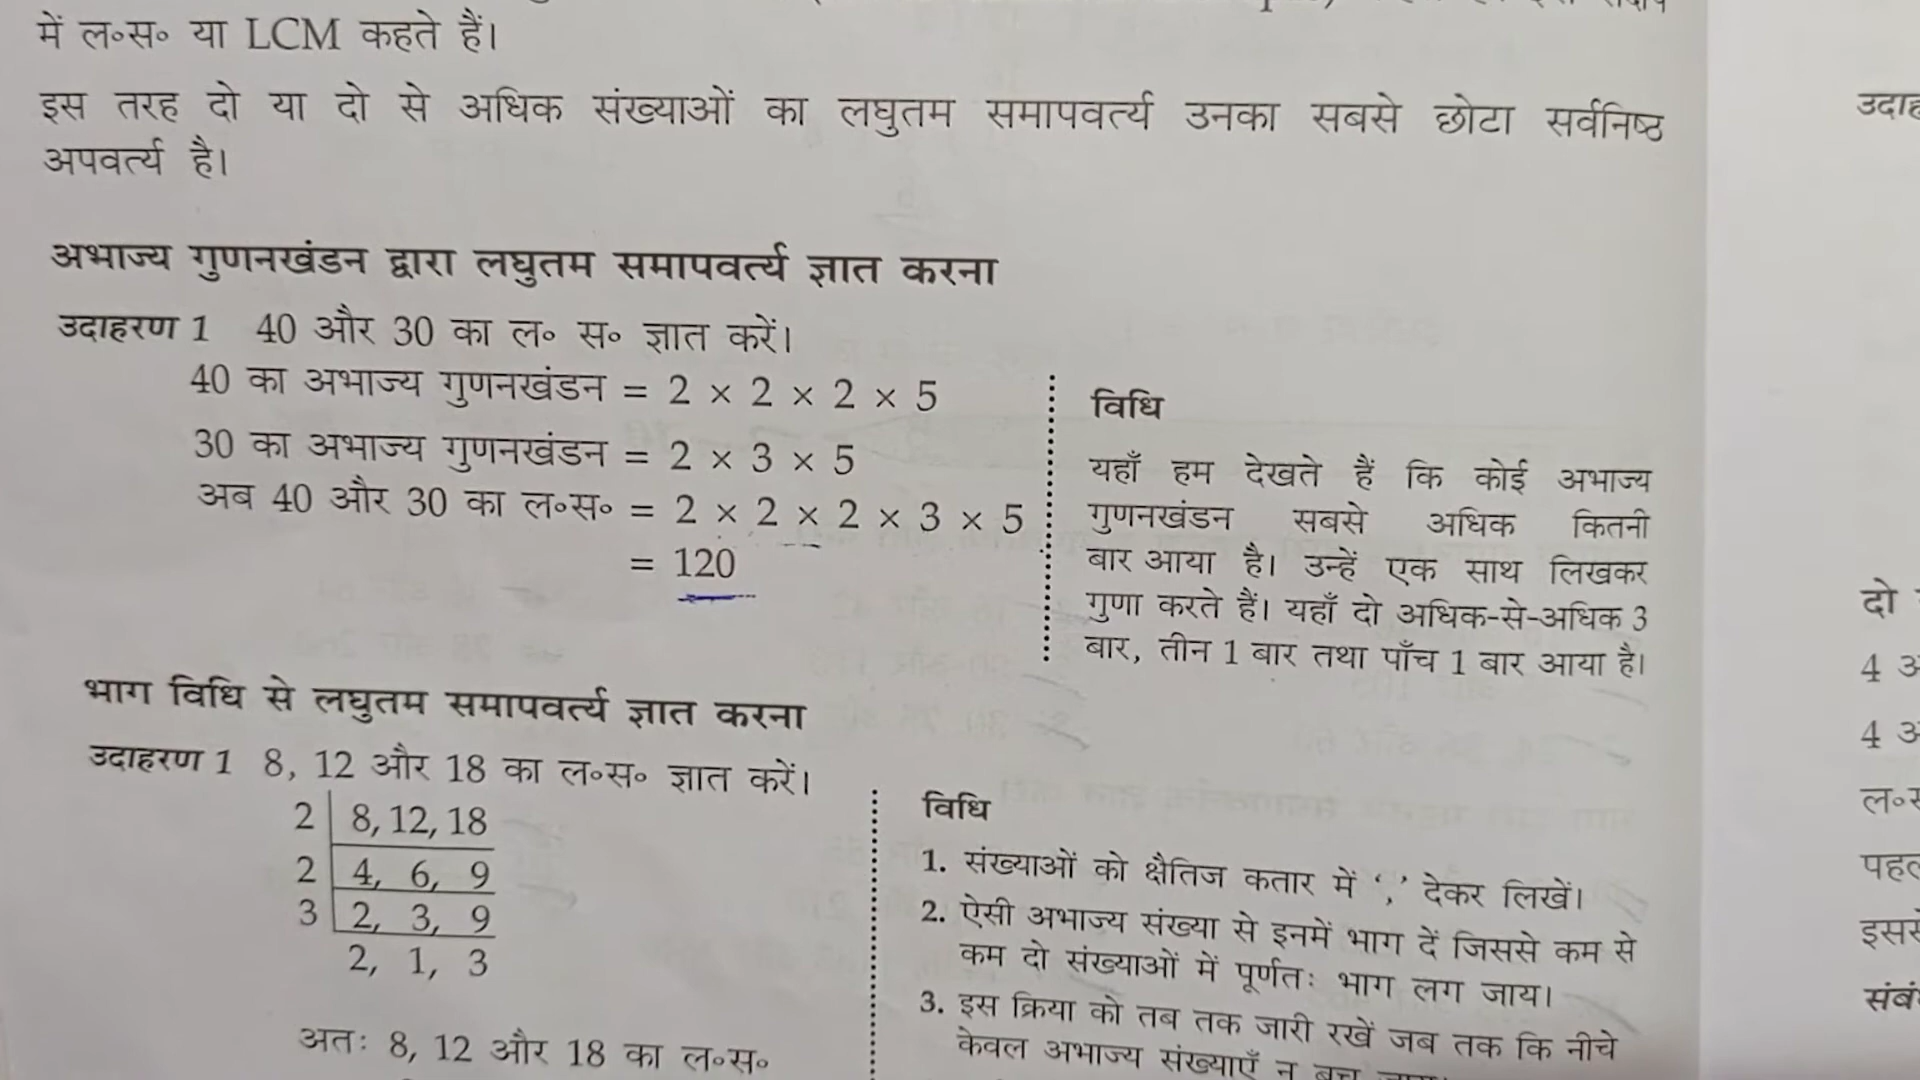 में ल०स० या LCM कहते हैं।
इस तरह दो या दो से अधिक संख्याओं का लघुतम समापवर्त्य उनका सबसे छोटा सर्वनिष्ठ
अपवर्त्य है।
अभाज्य गुणनखंडन द्वारा लघुतम समापवर्त्य ज्ञात करना
उदाहरण 1 40 और 30 का ल० स० ज्ञात करें।
40 का अभाज्य गुणनखंडन = 2 × 2 × 2 × 5
30 का अभाज्य गुणनखंडन = 2 × 3 × 5
अब 40 और 30 का ल०स० = 2 × 2 × 2 × 3 × 5
= 120
विधि
यहाँ हम देखते हैं कि कोई अभाज्य
गुणनखंडन सबसे अधिक कितनी
बार आया है। उन्हें एक साथ लिखकर
गुणा करते हैं। यहाँ दो अधिक-से-अधिक 3
बार, तीन 1 बार तथा पाँच 1 बार आया है।
भाग विधि से लघुतम समापवर्त्य ज्ञात करना
उदाहरण 1 8, 12 और 18 का ल०स० ज्ञात करें।
2 8, 12, 18
2 4, 6, 9
3 2, 3, 9
2, 1, 3
अतः 8, 12 और 18 का ल०स०
विधि
1. संख्याओं को क्षैतिज कतार में ‘,’ देकर लिखें।
2. ऐसी अभाज्य संख्या से इनमें भाग दें जिससे कम से
कम दो संख्याओं में पूर्णतः भाग लग जाय।
3. इस क्रिया को तब तक जारी रखें जब तक कि नीचे
केवल अभाज्य संख्याएँ न
दो
4
4